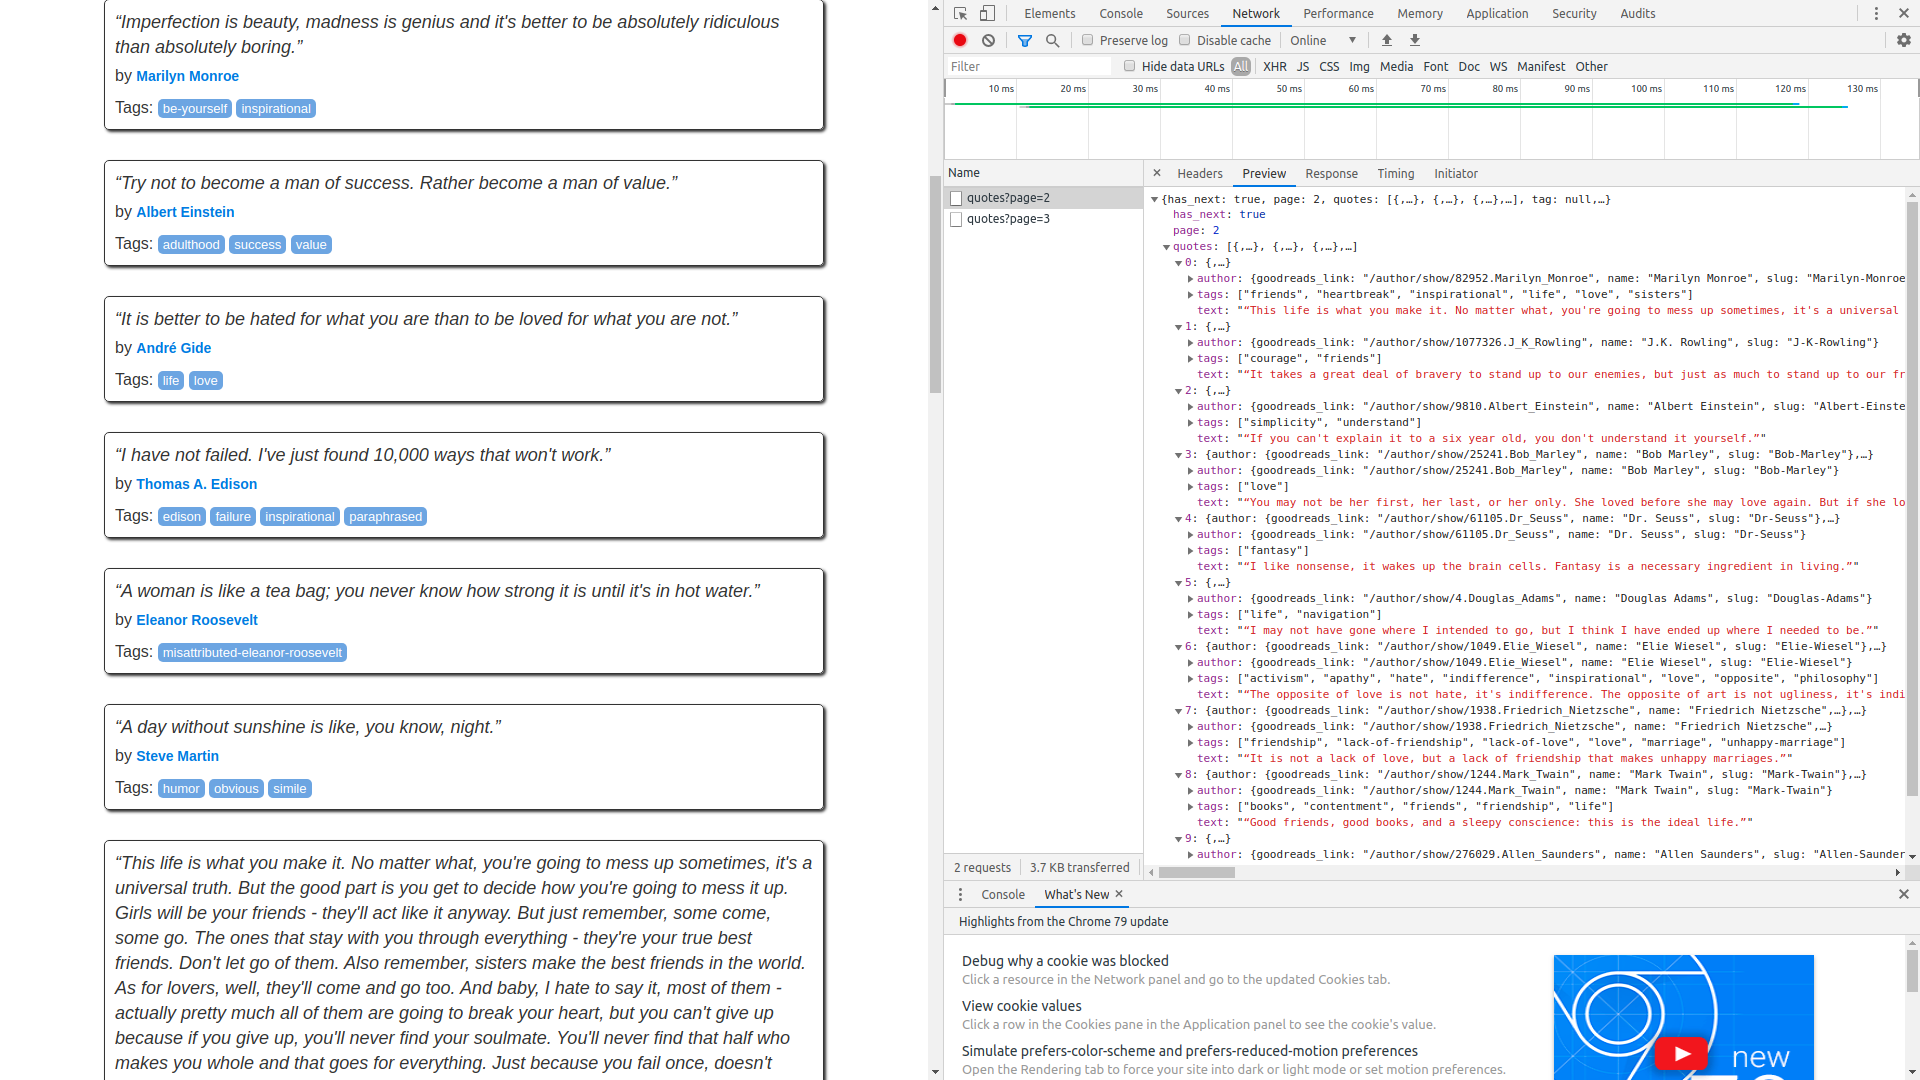 “Imperfection is beauty, madness is genius and it's better to be absolutely ridiculous
than absolutely boring.”
by Marilyn Monroe
Tags: be-yourself inspirational
“Try not to become a man of success. Rather become a man of value.”
by Albert Einstein
Tags: adulthood success value
“It is better to be hated for what you are than to be loved for what you are not.”
by André Gide
Tags: life love
“I have not failed. I've just found 10,000 ways that won't work.”
by Thomas A. Edison
Tags: edison failure inspirational paraphrased
“A woman is like a tea bag; you never know how strong it is until it's in hot water.”
by Eleanor Roosevelt
Tags: misattributed-eleanor-roosevelt
“A day without sunshine is like, you know, night.”
by Steve Martin
Tags: humor obvious simile
“This life is what you make it. No matter what, you're going to mess up sometimes, it's a
universal truth. But the good part is you get to decide how you're going to mess it up.
Girls will be your friends - they'll act like it anyway. But just remember, some come,
some go. The ones that stay with you through everything - they're your true best
friends. Don't let go of them. Also remember, sisters make the best friends in the world.
As for lovers, well, they'll come and go too. And baby, I hate to say it, most of them -
actually pretty much all of them are going to break your heart, but you can't give up
because if you give up, you'll never find your soulmate. You'll never find that half who
makes you whole and that goes for everything. Just because you fail once, doesn't
Elements Console Sources Network Performance Memory Application Security Audits
Preserve log Disable cache Online
Filter Hide data URLs All XHR JS CSS Img Media Font Doc WS Manifest Other
10 ms 20 ms 30 ms 40 ms 50 ms 60 ms 70 ms 80 ms 90 ms 100 ms 110 ms 120 ms 130 ms
Name
quotes?page=2
quotes?page=3
2 requests 3.7 KB transferred
× Headers Preview Response Timing Initiator
{has_next: true, page: 2, quotes: [{,…}, {,…}, {,…},…], tag: null,…}
has_next: true
page: 2
quotes: [{,…}, {,…}, {,…},…]
0: {,…}
author: {goodreads_link: "/author/show/82952.Marilyn_Monroe", name: "Marilyn Monroe", slug: "Marilyn-Monroe
tags: ["friends", "heartbreak", "inspirational", "life", "love", "sisters"]
text: "“This life is what you make it. No matter what, you're going to mess up sometimes, it's a universal
1: {,…}
author: {goodreads_link: "/author/show/1077326.J_K_Rowling", name: "J.K. Rowling", slug: "J-K-Rowling"}
tags: ["courage", "friends"]
text: "“It takes a great deal of bravery to stand up to our enemies, but just as much to stand up to our fr
2: {,…}
author: {goodreads_link: "/author/show/9810.Albert_Einstein", name: "Albert Einstein", slug: "Albert-Einste
tags: ["simplicity", "understand"]
text: "“If you can't explain it to a six year old, you don't understand it yourself.”"
3: {author: {goodreads_link: "/author/show/25241.Bob_Marley", name: "Bob Marley", slug: "Bob-Marley"},…}
author: {goodreads_link: "/author/show/25241.Bob_Marley", name: "Bob Marley", slug: "Bob-Marley"}
tags: ["love"]
text: "“You may not be her first, her last, or her only. She loved before she may love again. But if she lo
4: {author: {goodreads_link: "/author/show/61105.Dr_Seuss", name: "Dr. Seuss", slug: "Dr-Seuss"},…}
author: {goodreads_link: "/author/show/61105.Dr_Seuss", name: "Dr. Seuss", slug: "Dr-Seuss"}
tags: ["fantasy"]
text: "“I like nonsense, it wakes up the brain cells. Fantasy is a necessary ingredient in living.”"
5: {,…}
author: {goodreads_link: "/author/show/4.Douglas_Adams", name: "Douglas Adams", slug: "Douglas-Adams"}
tags: ["life", "navigation"]
text: "“I may not have gone where I intended to go, but I think I have ended up where I needed to be.”"
6: {author: {goodreads_link: "/author/show/1049.Elie_Wiesel", name: "Elie Wiesel", slug: "Elie-Wiesel"},…}
author: {goodreads_link: "/author/show/1049.Elie_Wiesel", name: "Elie Wiesel", slug: "Elie-Wiesel"}
tags: ["activism", "apathy", "hate", "indifference", "inspirational", "love", "opposite", "philosophy"]
text: "“The opposite of love is not hate, it's indifference. The opposite of art is not ugliness, it's indi
7: {author: {goodreads_link: "/author/show/1938.Friedrich_Nietzsche", name: "Friedrich Nietzsche",…},…}
author: {goodreads_link: "/author/show/1938.Friedrich_Nietzsche", name: "Friedrich Nietzsche",…}
tags: ["friendship", "lack-of-friendship", "lack-of-love", "love", "marriage", "unhappy-marriage"]
text: "“It is not a lack of love, but a lack of friendship that makes unhappy marriages.”"
8: {author: {goodreads_link: "/author/show/1244.Mark_Twain", name: "Mark Twain", slug: "Mark-Twain"},…}
author: {goodreads_link: "/author/show/1244.Mark_Twain", name: "Mark Twain", slug: "Mark-Twain"}
tags: ["books", "contentment", "friends", "friendship", "life"]
text: "“Good friends, good books, and a sleepy conscience: this is the ideal life.”"
9: {,…}
author: {goodreads_link: "/author/show/276029.Allen_Saunders", name: "Allen Saunders", slug: "Allen-Saunder
Console What's New ×
Highlights from the Chrome 79 update
Debug why a cookie was blocked
Click a resource in the Network panel and go to the updated Cookies tab.
View cookie values
Click a row in the Cookies pane in the Application panel to see the cookie's value.
Simulate prefers-color-scheme and prefers-reduced-motion preferences
Open the Rendering tab to force your site into dark or light mode or set motion preferences.
new